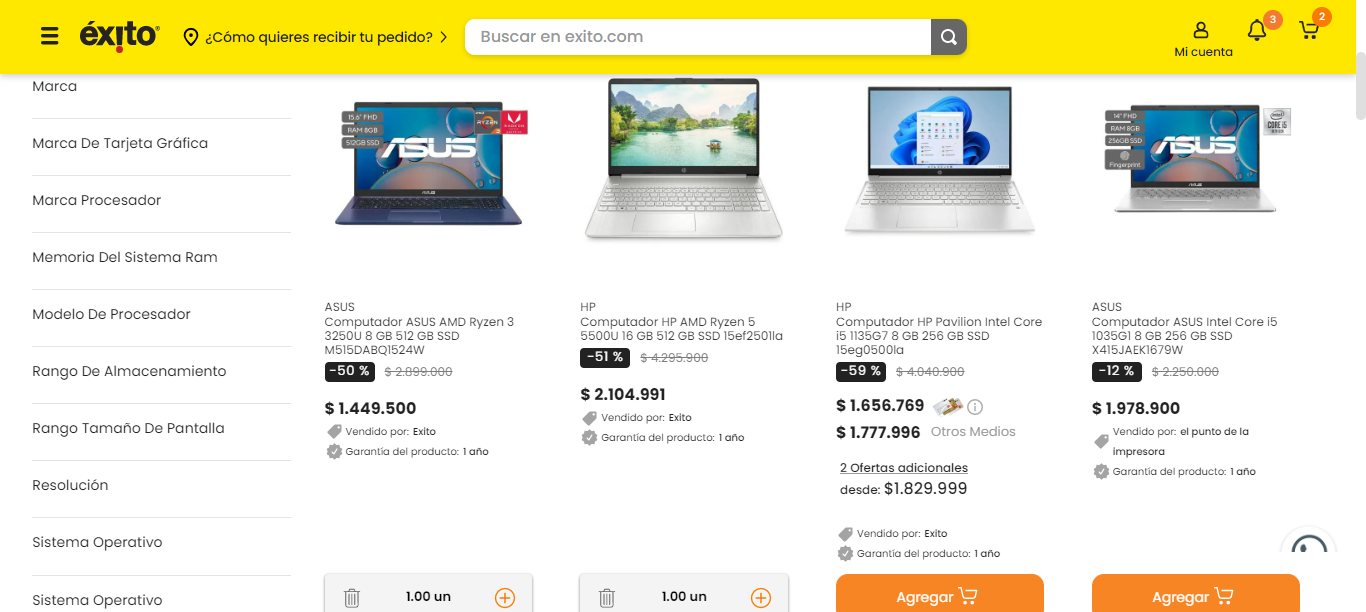 éxito
¿Cómo quieres recibir tu pedido?
Buscar en exito.com
Mi cuenta
3
2
Marca
Marca De Tarjeta Gráfica
Marca Procesador
Memoria Del Sistema Ram
Modelo De Procesador
Rango De Almacenamiento
Rango Tamaño De Pantalla
Resolución
Sistema Operativo
Sistema Operativo
15,6" FHD
RAM 8GB
512GB SSD
ASUS
RYZEN
RADEON
ASUS
ASUS
Computador ASUS AMD Ryzen 3
3250U 8 GB 512 GB SSD
M515DABQ1524W
-50 %
$ 2.899.000
$ 1.449.500
Vendido por: Exito
Garantía del producto: 1 año
1.00 un
HP
Computador HP AMD Ryzen 5
5500U 16 GB 512 GB SSD 15ef2501la
-51 %
$ 4.295.900
$ 2.104.991
Vendido por: Exito
Garantía del producto: 1 año
1.00 un
HP
Computador HP Pavilion Intel Core
i5 1135G7 8 GB 256 GB SSD
15eg0500la
-59 %
$ 4.040.900
$ 1.656.769
$ 1.777.996 Otros Medios
2 Ofertas adicionales
desde: $1.829.999
Vendido por: Exito
Garantía del producto: 1 año
Agregar
14" FHD
RAM 8GB
256GB SSD
Fingerprint
ASUS
intel
CORE i5
ASUS
ASUS
Computador ASUS Intel Core i5
1035G1 8 GB 256 GB SSD
X415JAEK1679W
-12 %
$ 2.250.000
$ 1.978.900
Vendido por: el punto de la
impresora
Garantía del producto: 1 año
Agregar